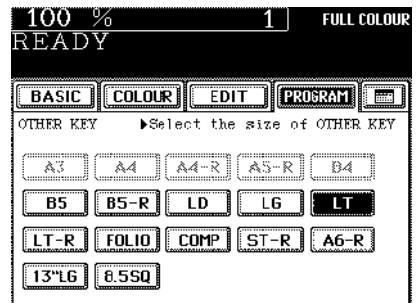 100 % 1 FULL COLOUR
READY
BASIC COLOUR EDIT PROGRAM
OTHER KEY ▶Select the size of OTHER KEY
A3 A4 A4-R A5-R B4
B5 B5-R LD LG LT
LT-R FOLIO COMP ST-R A6-R
13"LG 8.5SQ